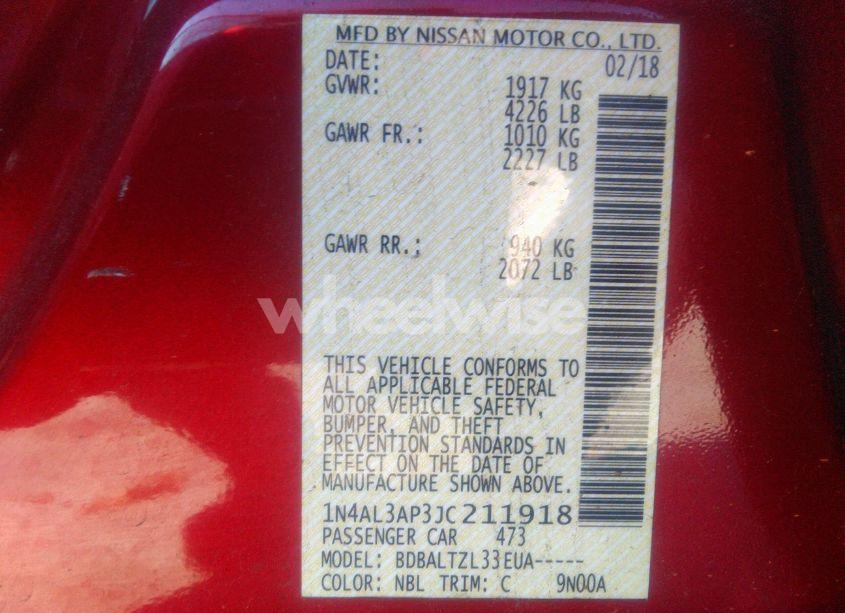 MFD BY NISSAN MOTOR CO., LTD.
DATE: 02/18
GVWR: 1917 KG
4226 LB
GAWR FR.: 1010 KG
2227 LB
GAWR RR.: 940 KG
2072 LB
wheelwise
THIS VEHICLE CONFORMS TO
ALL APPLICABLE FEDERAL
MOTOR VEHICLE SAFETY,
BUMPER, AND THEFT
PREVENTION STANDARDS IN
EFFECT ON THE DATE OF
MANUFACTURE SHOWN ABOVE.
1N4AL3AP3JC211918
PASSENGER CAR 473
MODEL: BDBALTZL33EUA-----
COLOR: NBL TRIM: C 9N00A